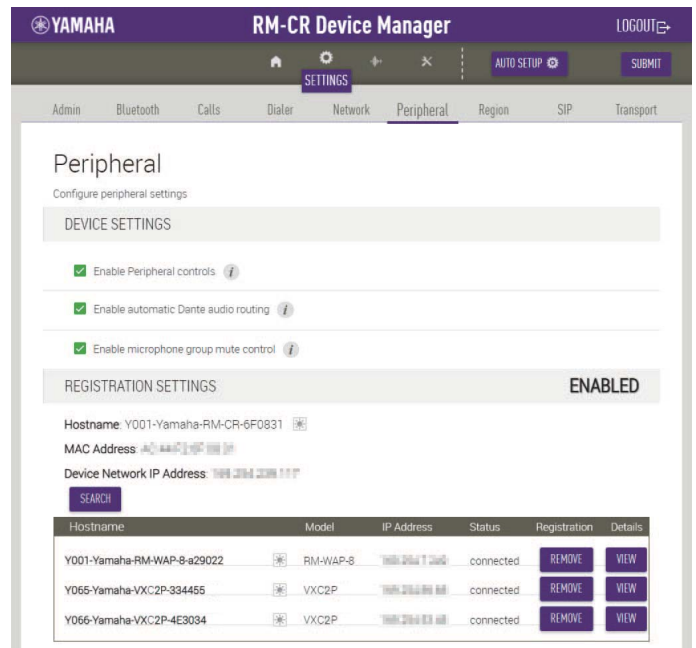 YAMAHA RM-CR Device Manager LOGOUT
AUTO SETUP SUBMIT
SETTINGS
Admin Bluetooth Calls Dialer Network Peripheral Region SIP Transport
Peripheral
Configure peripheral settings
DEVICE SETTINGS
Enable Peripheral controls i
Enable automatic Dante audio routing i
Enable microphone group mute control i
REGISTRATION SETTINGS ENABLED
Hostname: Y001-Yamaha-RM-CR-6F0831
MAC Address:
Device Network IP Address:
SEARCH
Hostname Model IP Address Status Registration Details
Y001-Yamaha-RM-WAP-8-a29022 RM-WAP-8 connected REMOVE VIEW
Y065-Yamaha-VXC2P-334455 VXC2P connected REMOVE VIEW
Y066-Yamaha-VXC2P-4E3034 VXC2P connected REMOVE VIEW